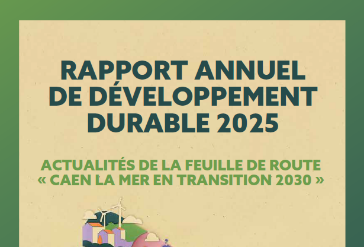 RAPPORT ANNUEL
DE DÉVELOPPEMENT
DURABLE 2025
ACTUALITÉS DE LA FEUILLE DE ROUTE
« CAEN LA MER EN TRANSITION 2030 »